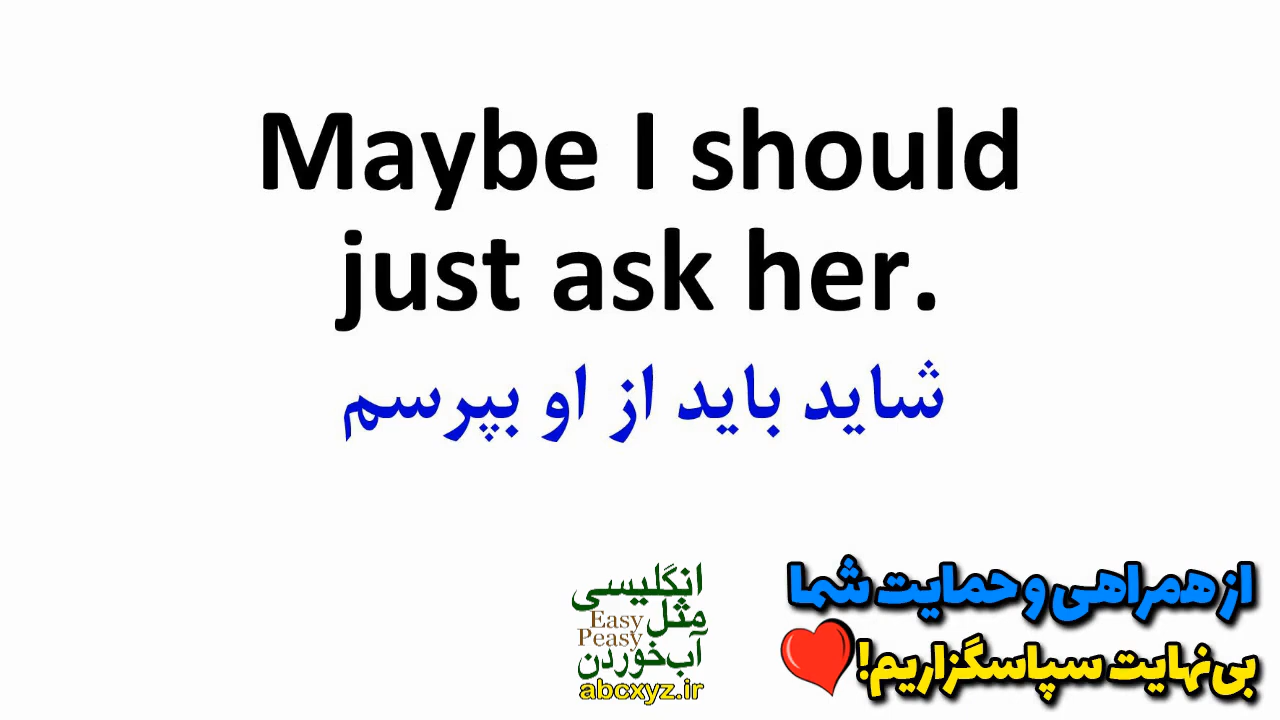 Maybe I should
just ask her.
شاید باید از او بپرسم
انگلیسی
مثل
Easy
Peasy
آب‌خوردن
abcxyz.ir
از همراهی و حمایت شما
بی‌نهایت سپاسگزاریم!